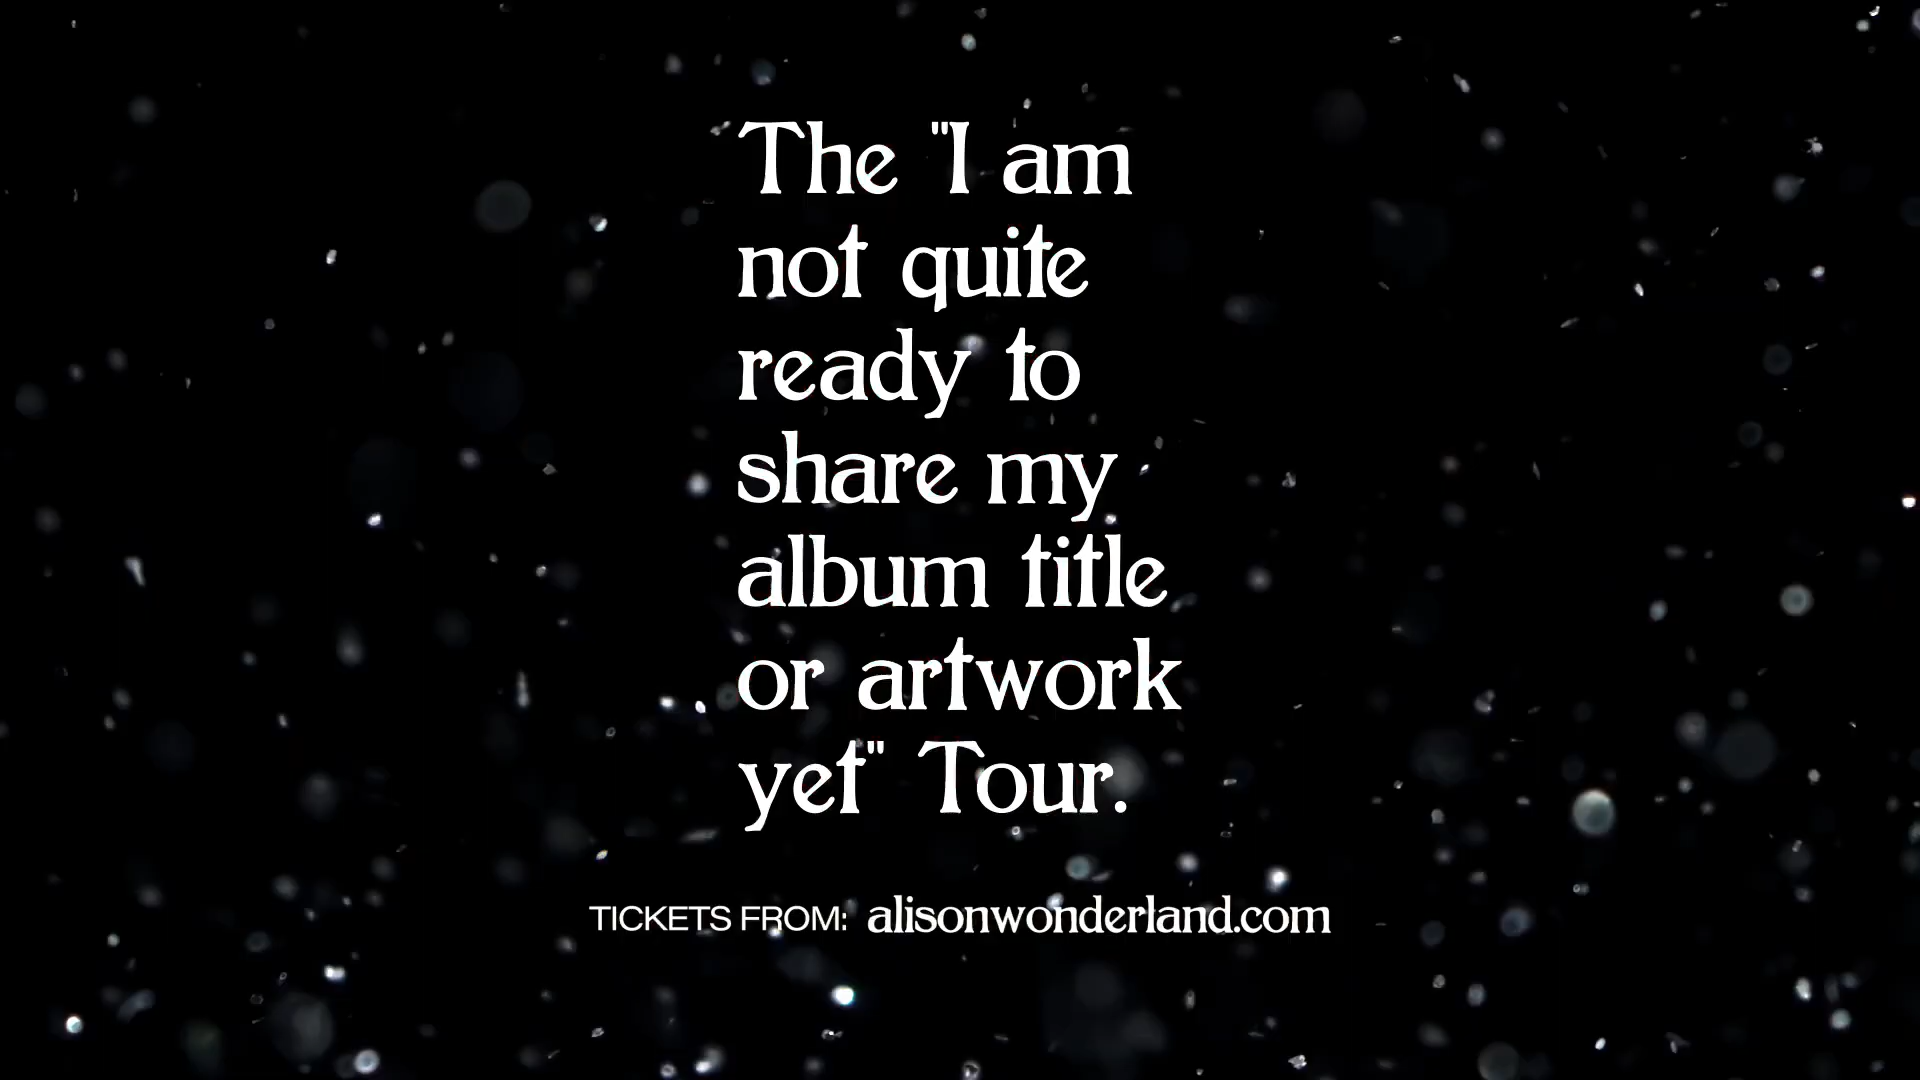 The "I am
not quite
ready to
share my
album title
or artwork
yet" Tour.
TICKETS FROM: alisonwonderland.com